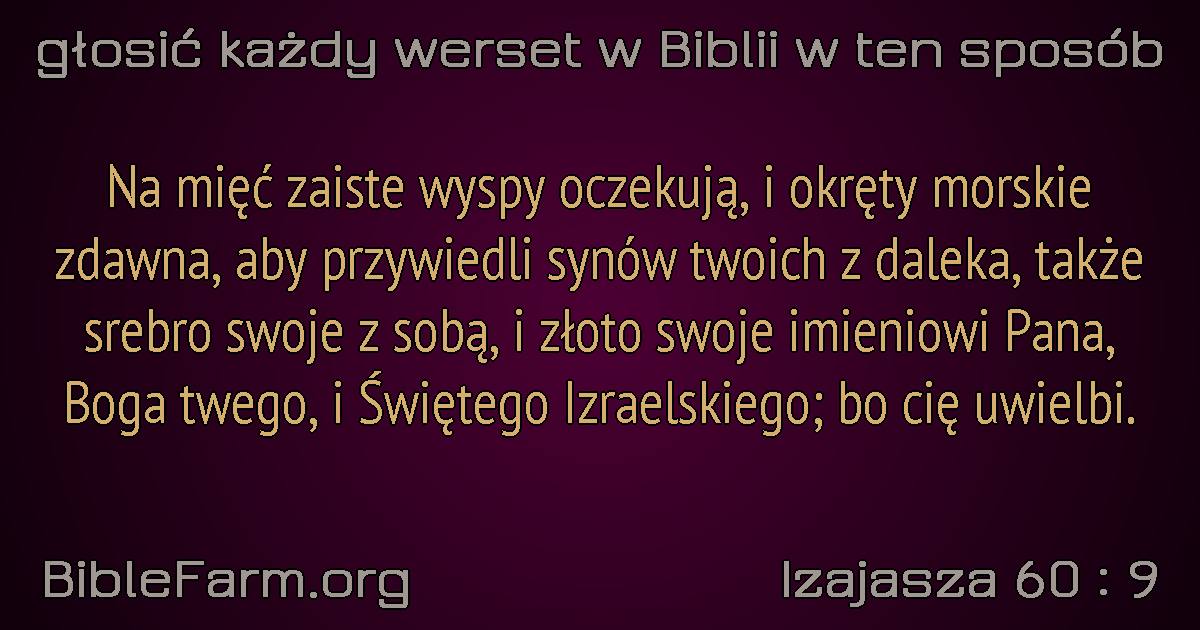 głosić każdy werset w Biblii w ten sposób
Na mięć zaiste wyspy oczekują, i okręty morskie
zdawna, aby przywiedli synów twoich z daleka, także
srebro swoje z sobą, i złoto swoje imieniowi Pana,
Boga twego, i Świętego Izraelskiego; bo cię uwielbi.
BibleFarm.org
Izajasza 60 : 9